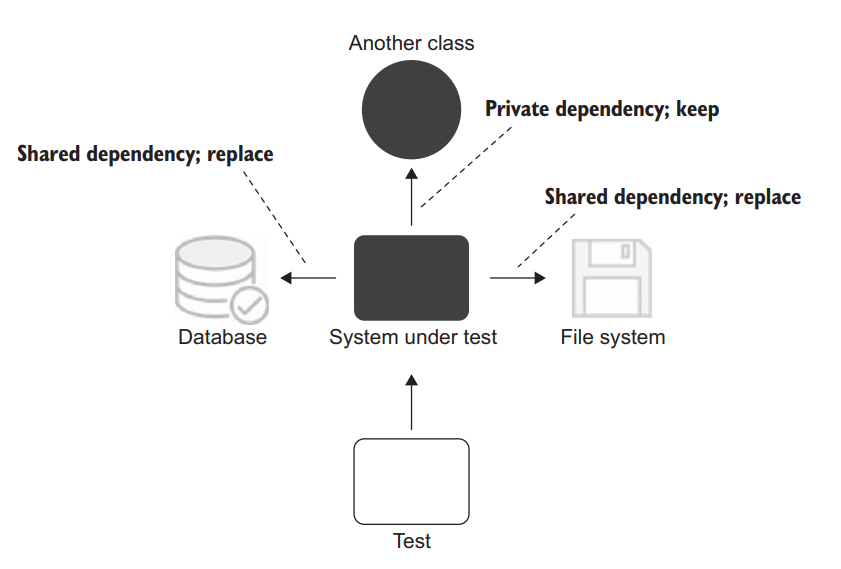 Another class
Private dependency; keep
Shared dependency; replace
Shared dependency; replace
Database
System under test
File system
Test